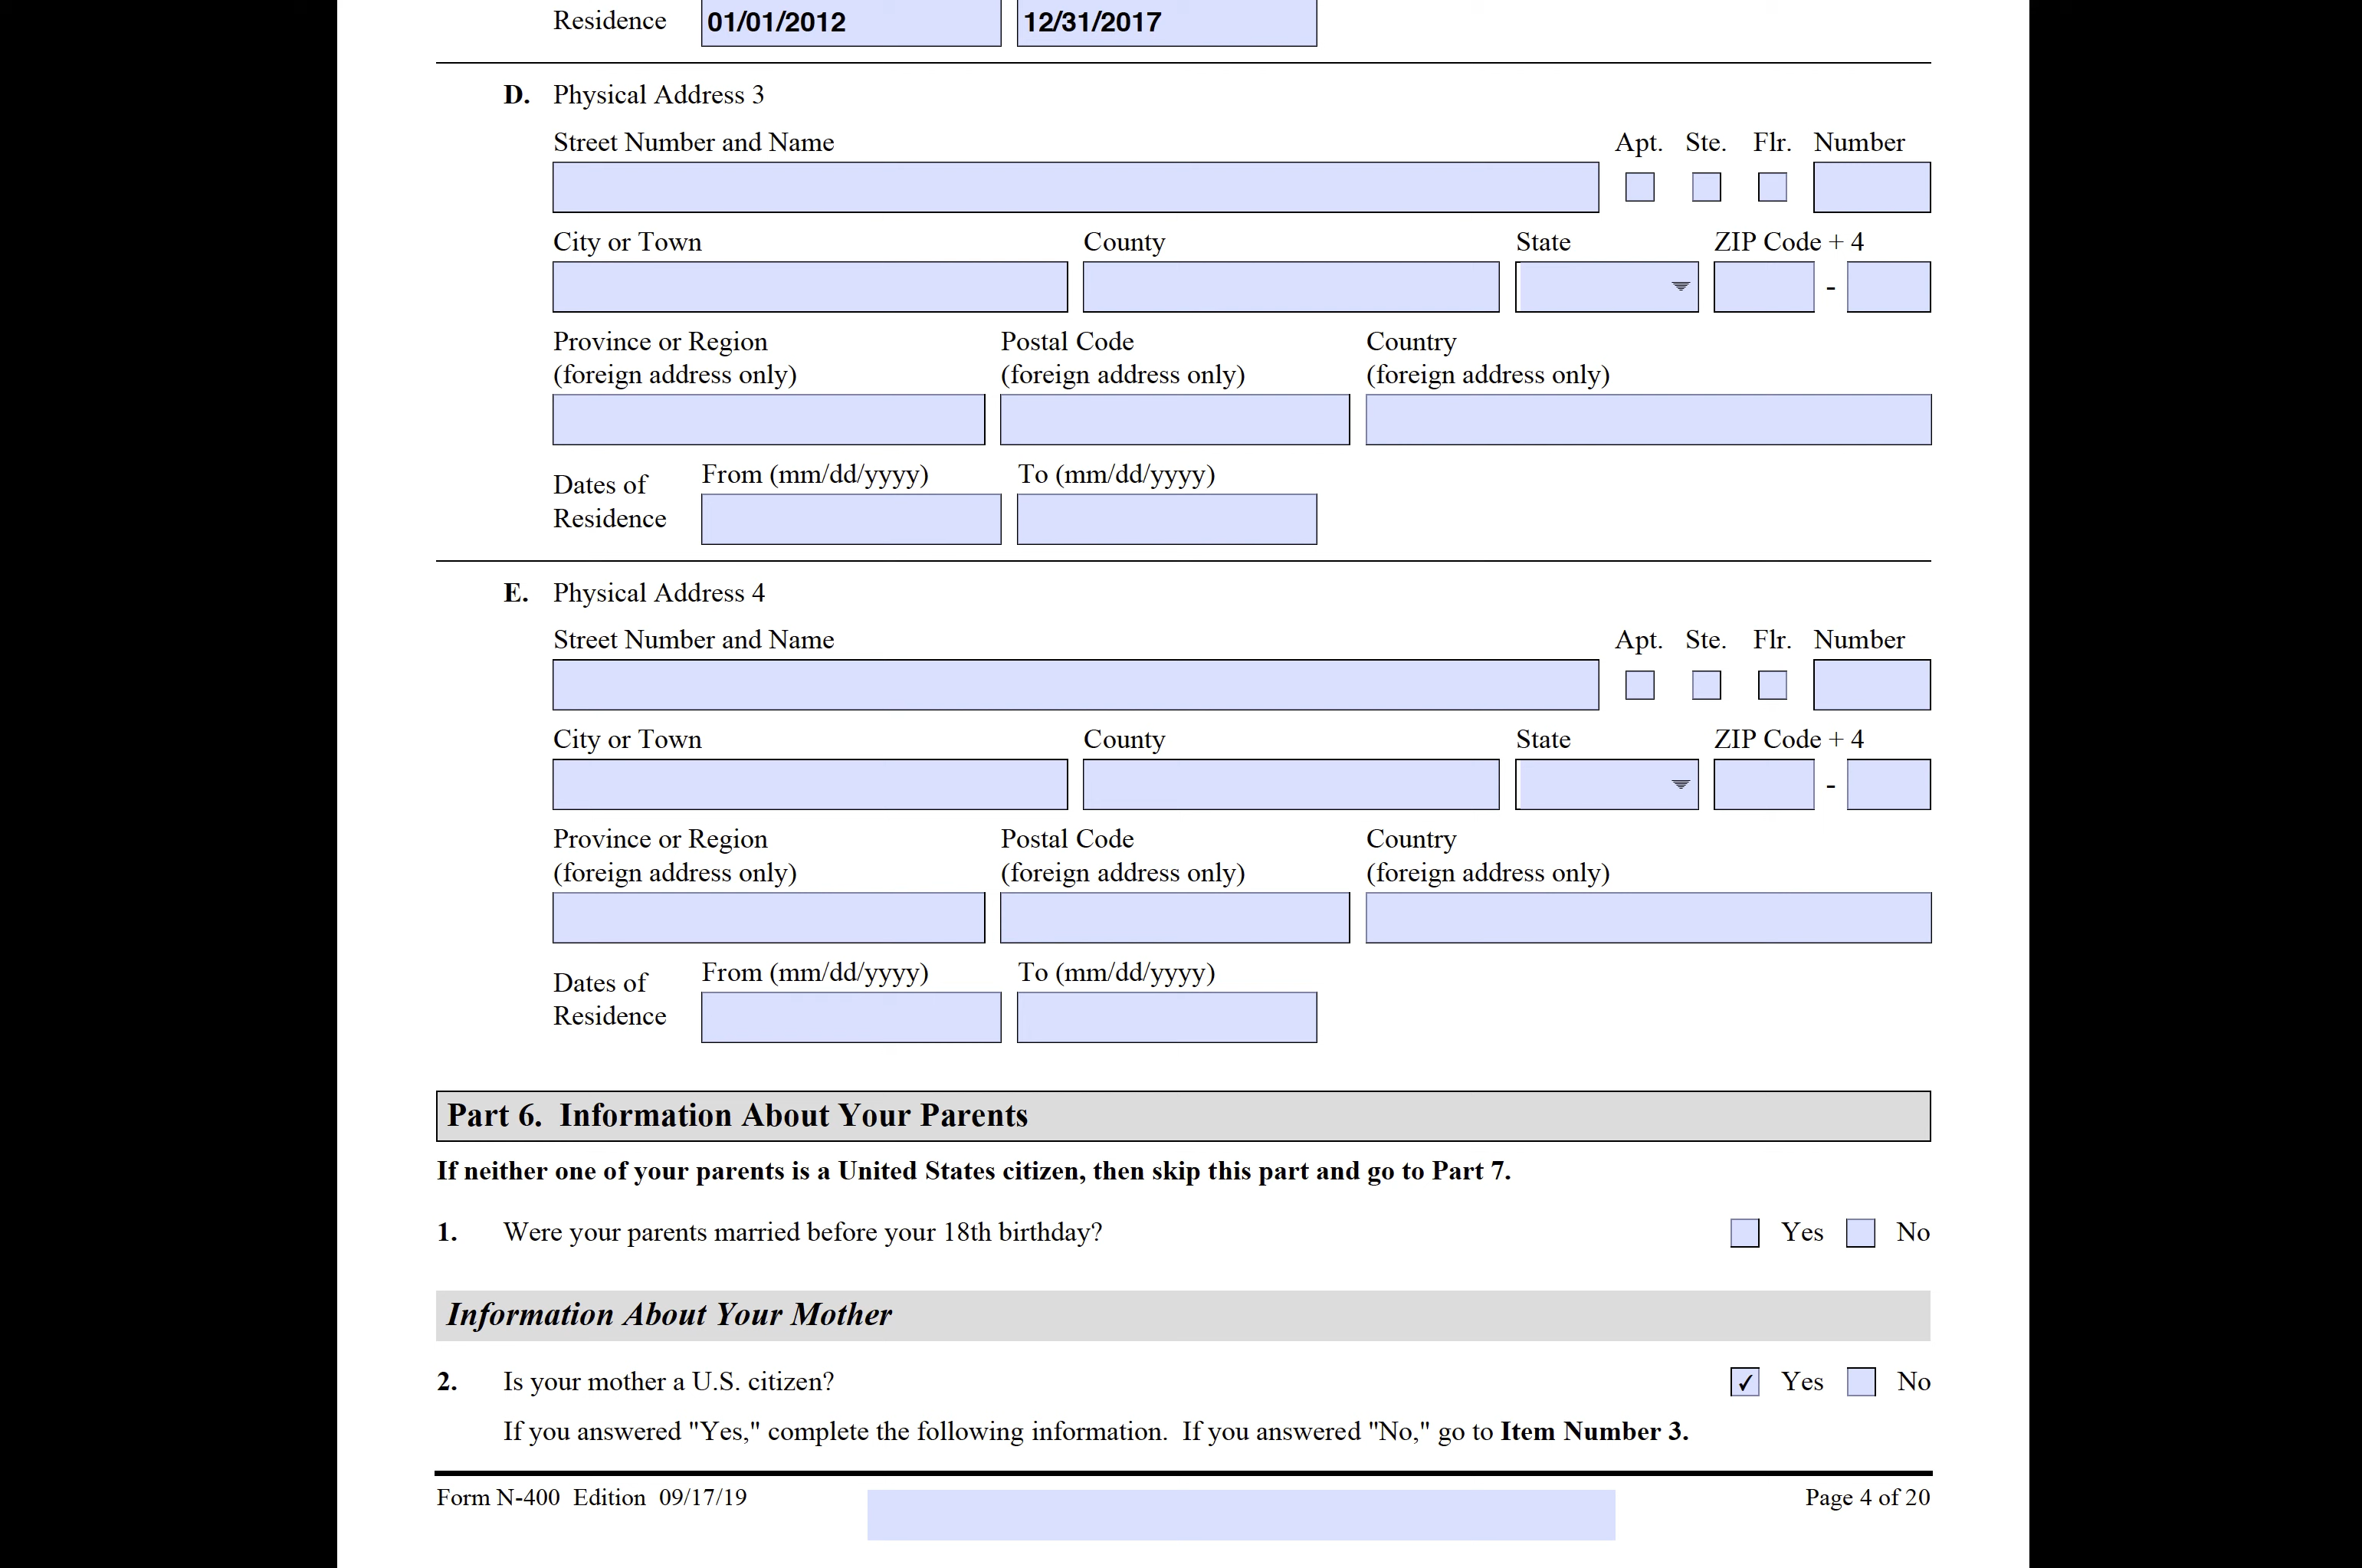 Residence 01/01/2012 12/31/2017
D. Physical Address 3
Street Number and Name Apt. Ste. Flr. Number
City or Town County State ZIP Code + 4
-
Province or Region Postal Code Country
(foreign address only) (foreign address only) (foreign address only)
Dates of From (mm/dd/yyyy) To (mm/dd/yyyy)
Residence
E. Physical Address 4
Street Number and Name Apt. Ste. Flr. Number
City or Town County State ZIP Code + 4
-
Province or Region Postal Code Country
(foreign address only) (foreign address only) (foreign address only)
Dates of From (mm/dd/yyyy) To (mm/dd/yyyy)
Residence
Part 6. Information About Your Parents
If neither one of your parents is a United States citizen, then skip this part and go to Part 7.
1. Were your parents married before your 18th birthday? Yes No
Information About Your Mother
2. Is your mother a U.S. citizen? ✓ Yes No
If you answered "Yes," complete the following information. If you answered "No," go to Item Number 3.
Form N-400 Edition 09/17/19 Page 4 of 20